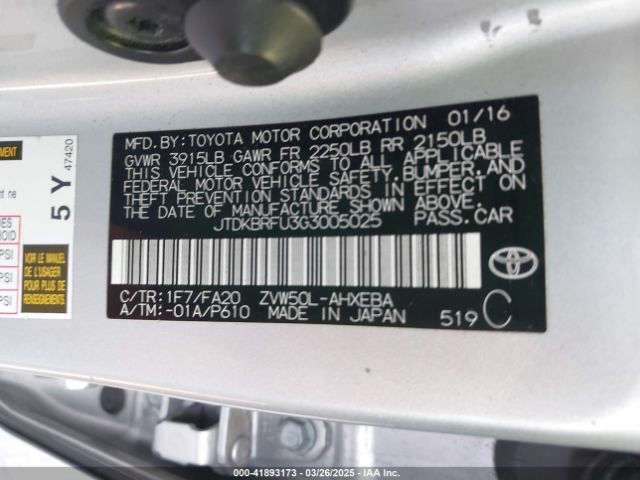 MFD. BY: TOYOTA MOTOR CORPORATION 01/16
GVWR 3915LB GAWR FR 2250LB RR 2150LB
THIS VEHICLE CONFORMS TO ALL APPLICABLE
FEDERAL MOTOR VEHICLE SAFETY, BUMPER, AND
THEFT PREVENTION STANDARDS IN EFFECT ON
THE DATE OF MANUFACTURE SHOWN ABOVE.
JTDKBRFU3G3005025 PASS. CAR
C/TR: 1F7/FA20 ZVW50L-AHXEBA
A/TM: -01A/P610 MADE IN JAPAN 519 C
TOYOTA
5 Y 47420
VOIR LE MANUEL
DE L'USAGER
POUR PLUS DE
RENSEIGNEMENTS
PSI
PSI
PSI
000-41893173 — 03/26/2025 — IAA Inc.